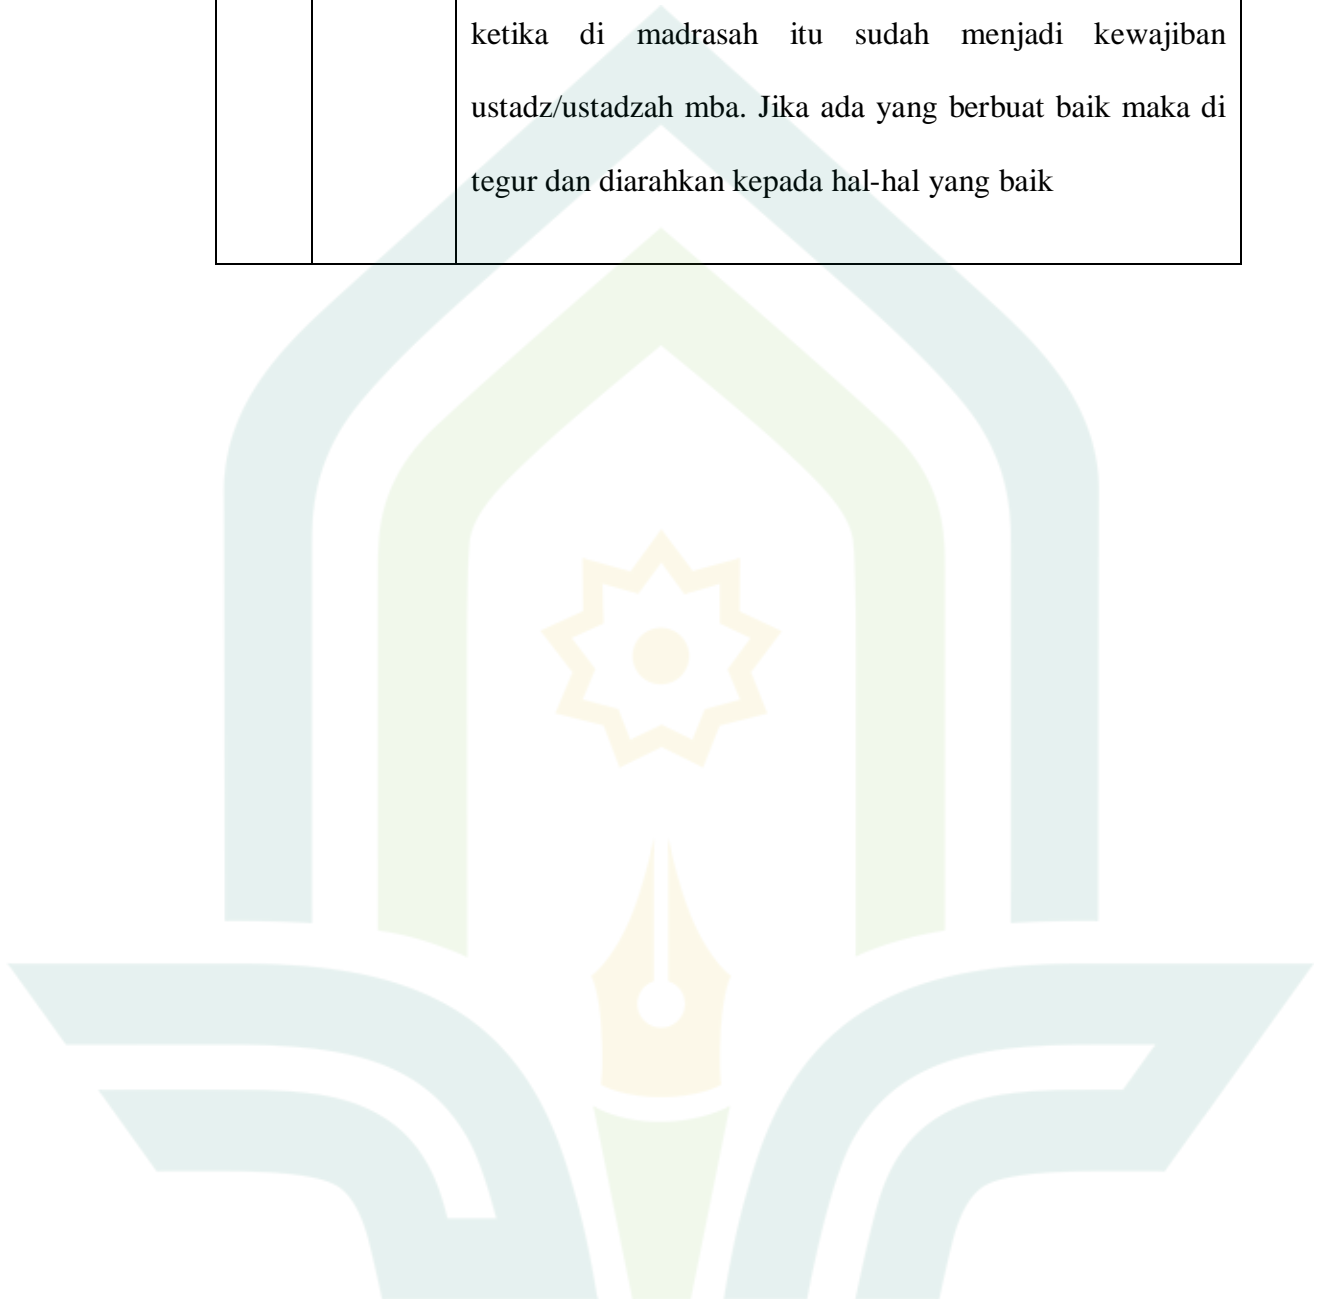 ketika di madrasah itu sudah menjadi kewajiban
ustadz/ustadzah mba. Jika ada yang berbuat baik maka di
tegur dan diarahkan kepada hal-hal yang baik